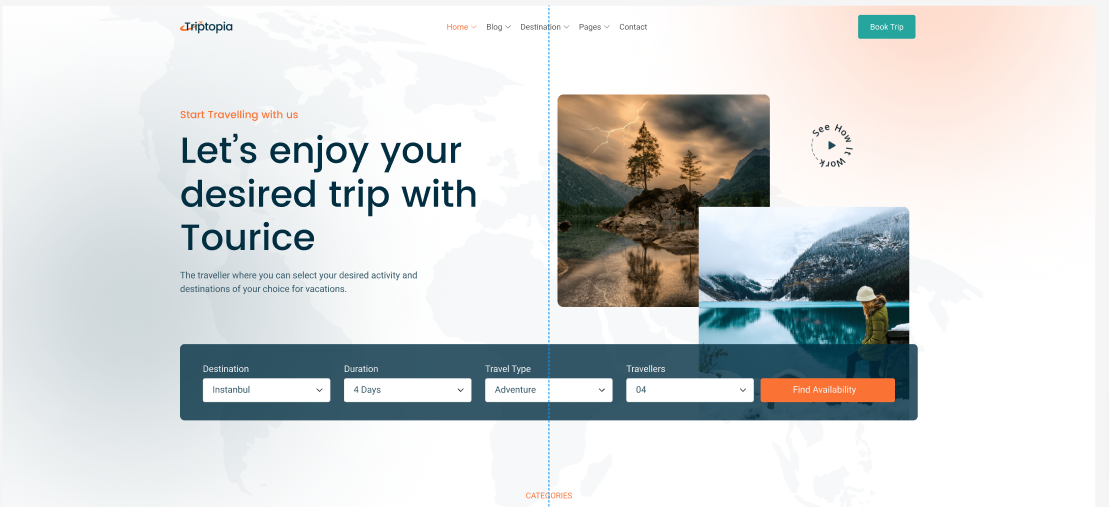 Triptopia
Home Blog Destination Pages Contact
Book Trip
Start Travelling with us
Let's enjoy your
desired trip with
Tourice
The traveller where you can select your desired activity and
destinations of your choice for vacations.
See How It Work
Destination Duration Travel Type Travellers
Instanbul 4 Days Adventure 04 Find Availability
CATEGORIES